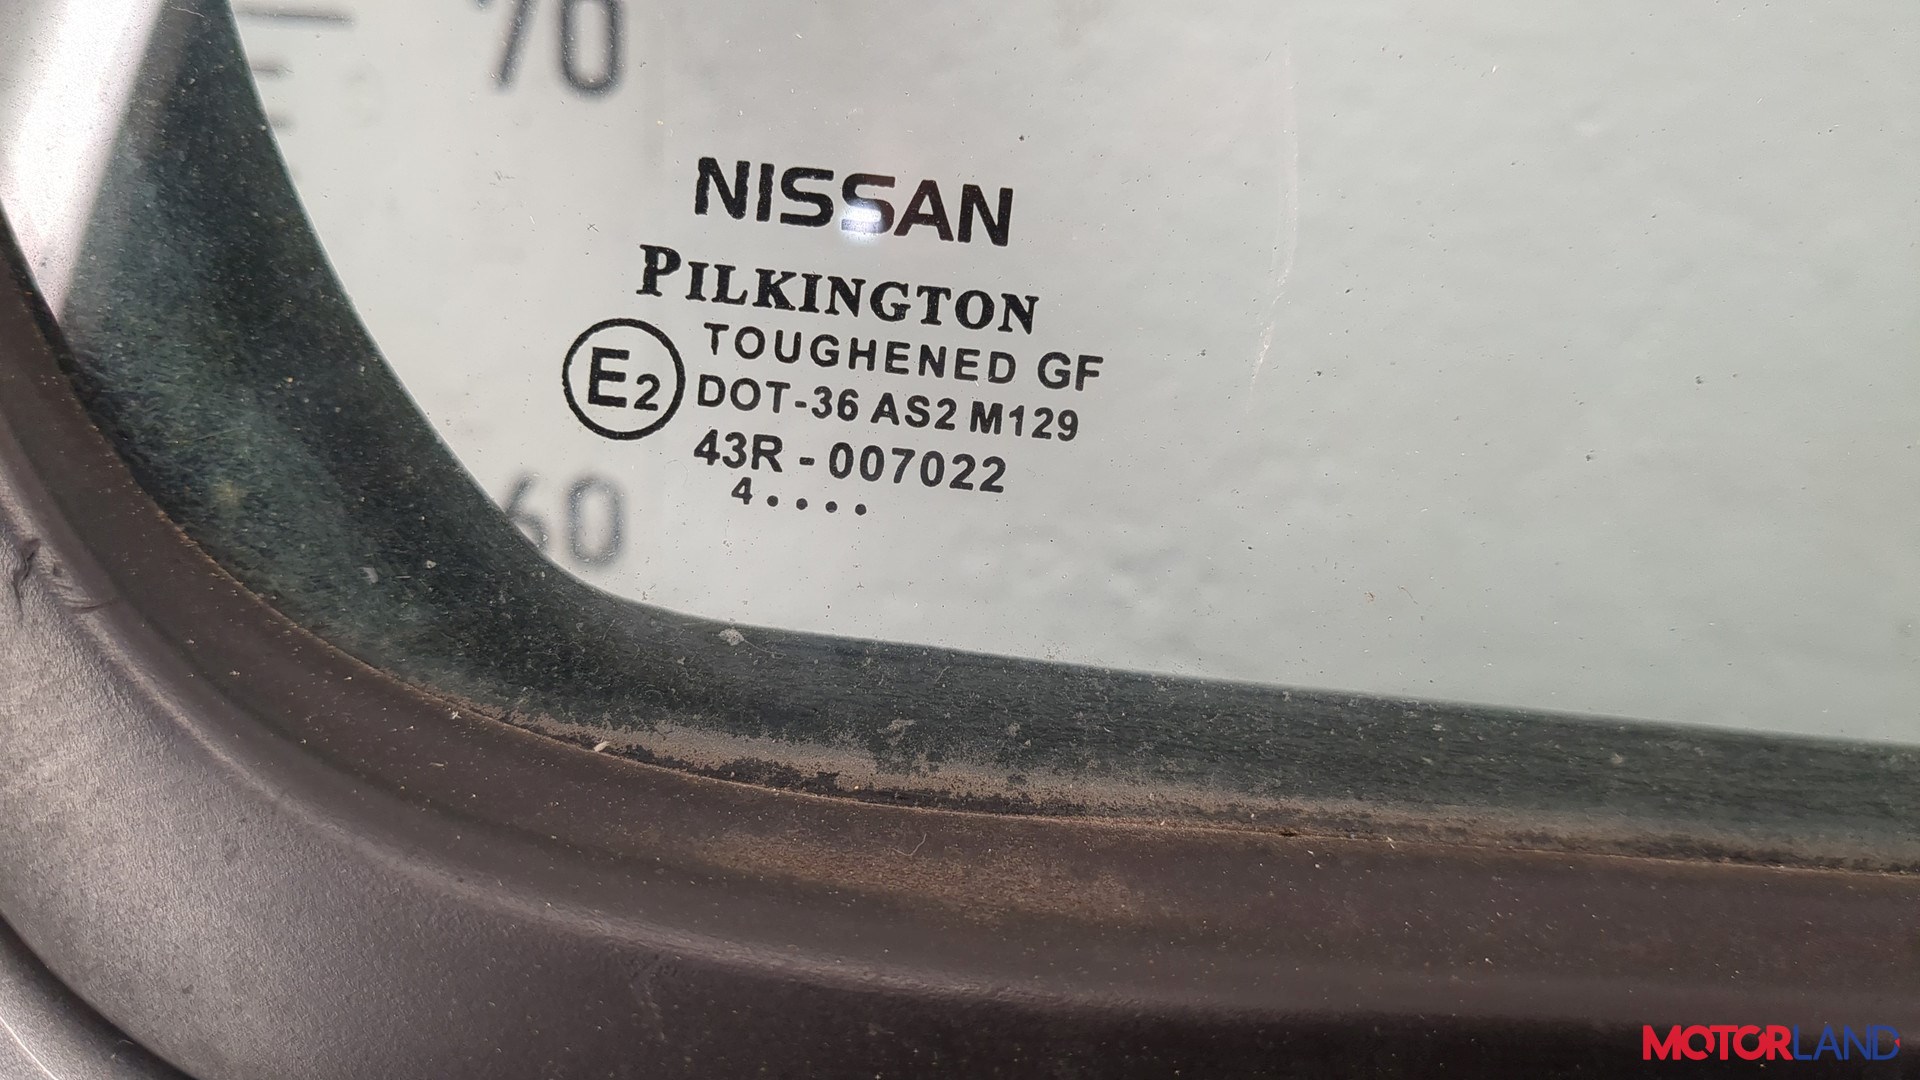 70
NISSAN
PILKINGTON
TOUGHENED GF
E2
DOT-36 AS2 M129
43R - 007022
4....
60
MOTORLAND